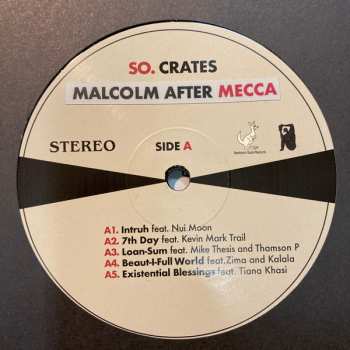 SO. CRATES
MALCOLM AFTER MECCA
STEREO
SIDE A
A1. Intruh feat. Nui Moon
A2. 7th Day feat. Kevin Mark Trail
A3. Loan-Sum feat. Mike Thesis and Thamson P
A4. Beaut-I-Full World feat.Zima and Kalala
A5. Existential Blessings feat. Tiana Khasi